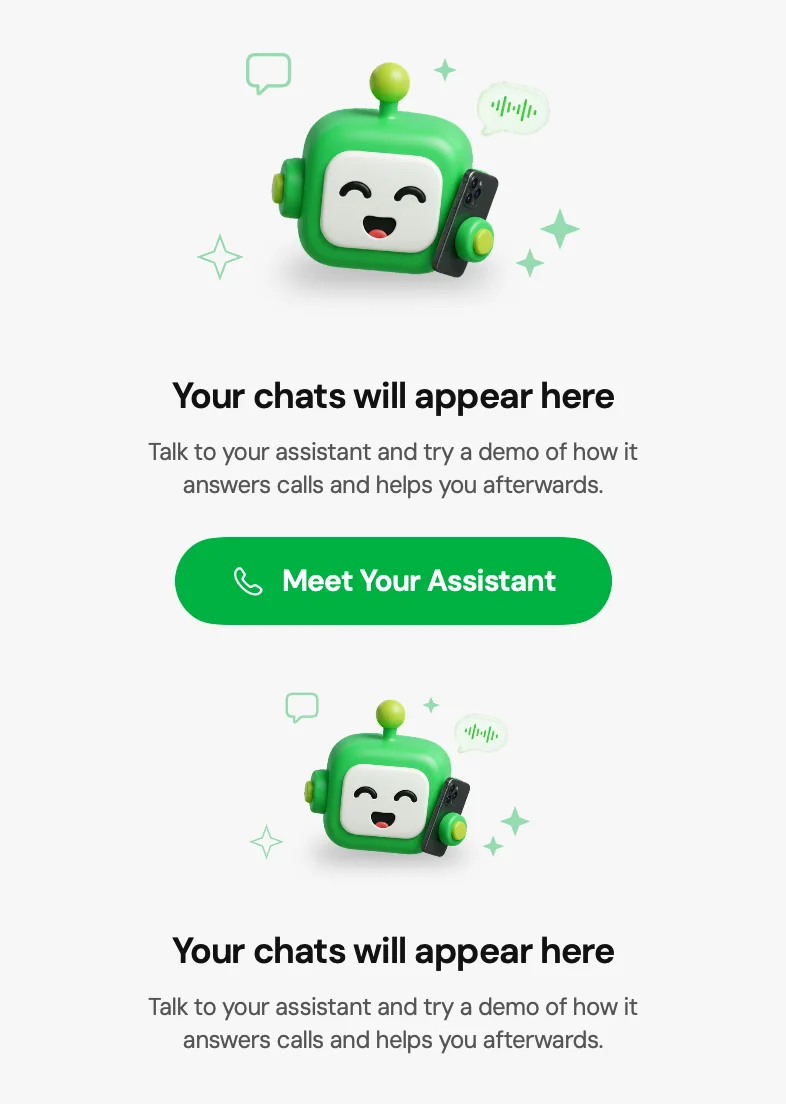 Your chats will appear here
Talk to your assistant and try a demo of how it
answers calls and helps you afterwards.
Meet Your Assistant
Your chats will appear here
Talk to your assistant and try a demo of how it
answers calls and helps you afterwards.